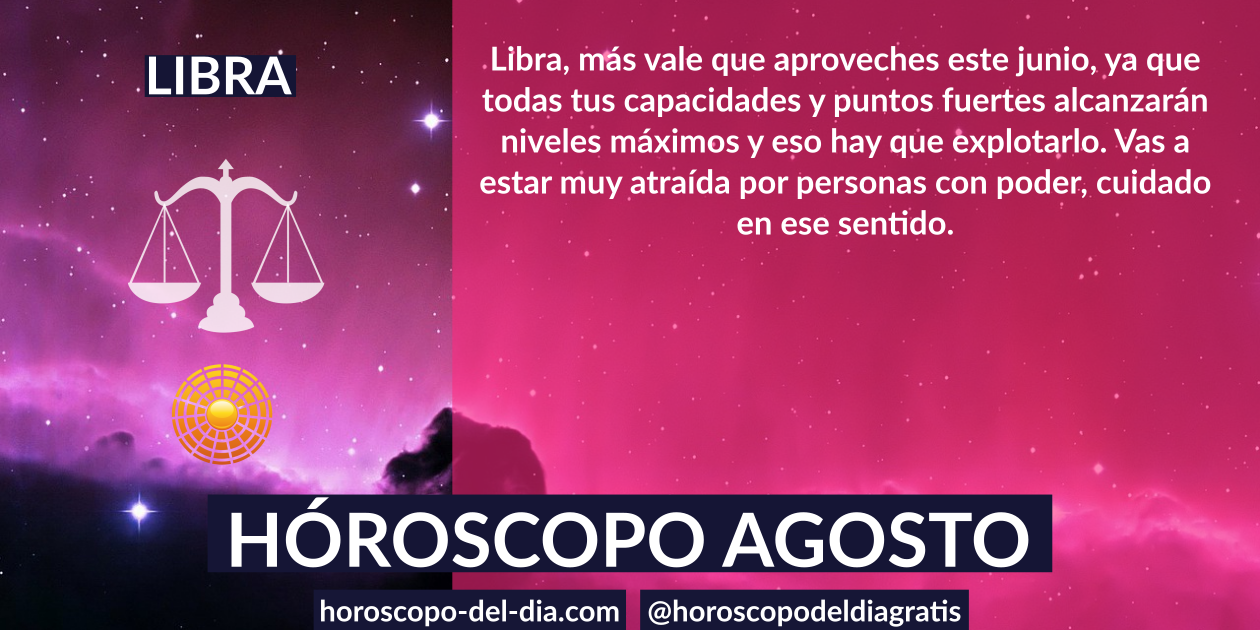 LIBRA
Libra, más vale que aproveches este junio, ya que
todas tus capacidades y puntos fuertes alcanzarán
niveles máximos y eso hay que explotarlo. Vas a
estar muy atraída por personas con poder, cuidado
en ese sentido.
HÓROSCOPO AGOSTO
horoscopo-del-dia.com
@horoscopodeldiagratis